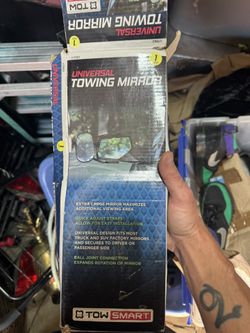 TOW
UNIVERSAL
TOWING MIRROR
UNIVERSAL
TOWING MIRROR
EXTRA LARGE MIRROR MAXIMIZES
ADDITIONAL VIEWING AREA
QUICK ADJUST STRAPS
ALLOW FOR EASY INSTALLATION
UNIVERSAL DESIGN FITS MOST
TRUCK AND SUV FACTORY MIRRORS
AND SECURES TO DRIVER OR
PASSENGER SIDE
BALL JOINT CONNECTION
EXPANDS ROTATION OF MIRROR
TOWSMART